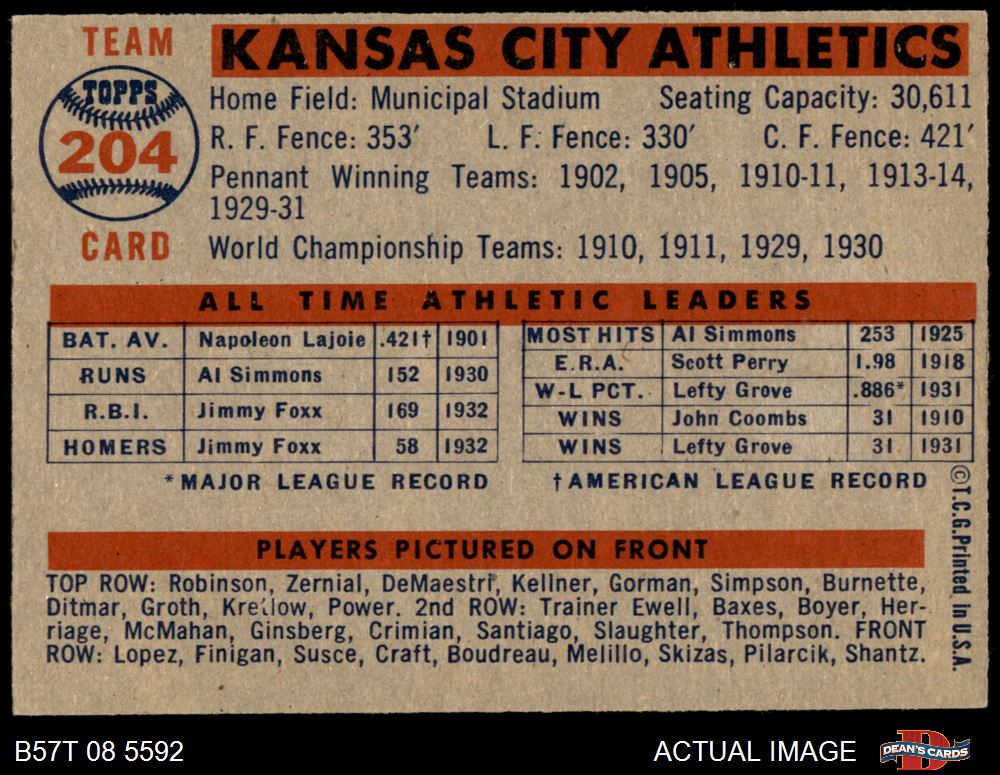 TEAM
TOPPS
204
CARD
KANSAS CITY ATHLETICS
Home Field: Municipal Stadium Seating Capacity: 30,611
R. F. Fence: 353′ L. F. Fence: 330′ C. F. Fence: 421′
Pennant Winning Teams: 1902, 1905, 1910-11, 1913-14,
1929-31
World Championship Teams: 1910, 1911, 1929, 1930
ALL TIME ATHLETIC LEADERS
BAT. AV. Napoleon Lajoie .421† 1901
RUNS Al Simmons 152 1930
R.B.I. Jimmy Foxx 169 1932
HOMERS Jimmy Foxx 58 1932
MOST HITS Al Simmons 253 1925
E.R.A. Scott Perry 1.98 1918
W-L PCT. Lefty Grove .886* 1931
WINS John Coombs 31 1910
WINS Lefty Grove 31 1931
*MAJOR LEAGUE RECORD †AMERICAN LEAGUE RECORD
©T.C.G. Printed in U.S.A.
PLAYERS PICTURED ON FRONT
TOP ROW: Robinson, Zernial, DeMaestri, Kellner, Gorman, Simpson, Burnette,
Ditmar, Groth, Kretlow, Power. 2nd ROW: Trainer Ewell, Baxes, Boyer, Her-
riage, McMahan, Ginsberg, Crimian, Santiago, Slaughter, Thompson. FRONT
ROW: Lopez, Finigan, Susce, Craft, Boudreau, Melillo, Skizas, Pilarcik, Shantz.
B57T 08 5592
ACTUAL IMAGE
DEAN'S CARDS